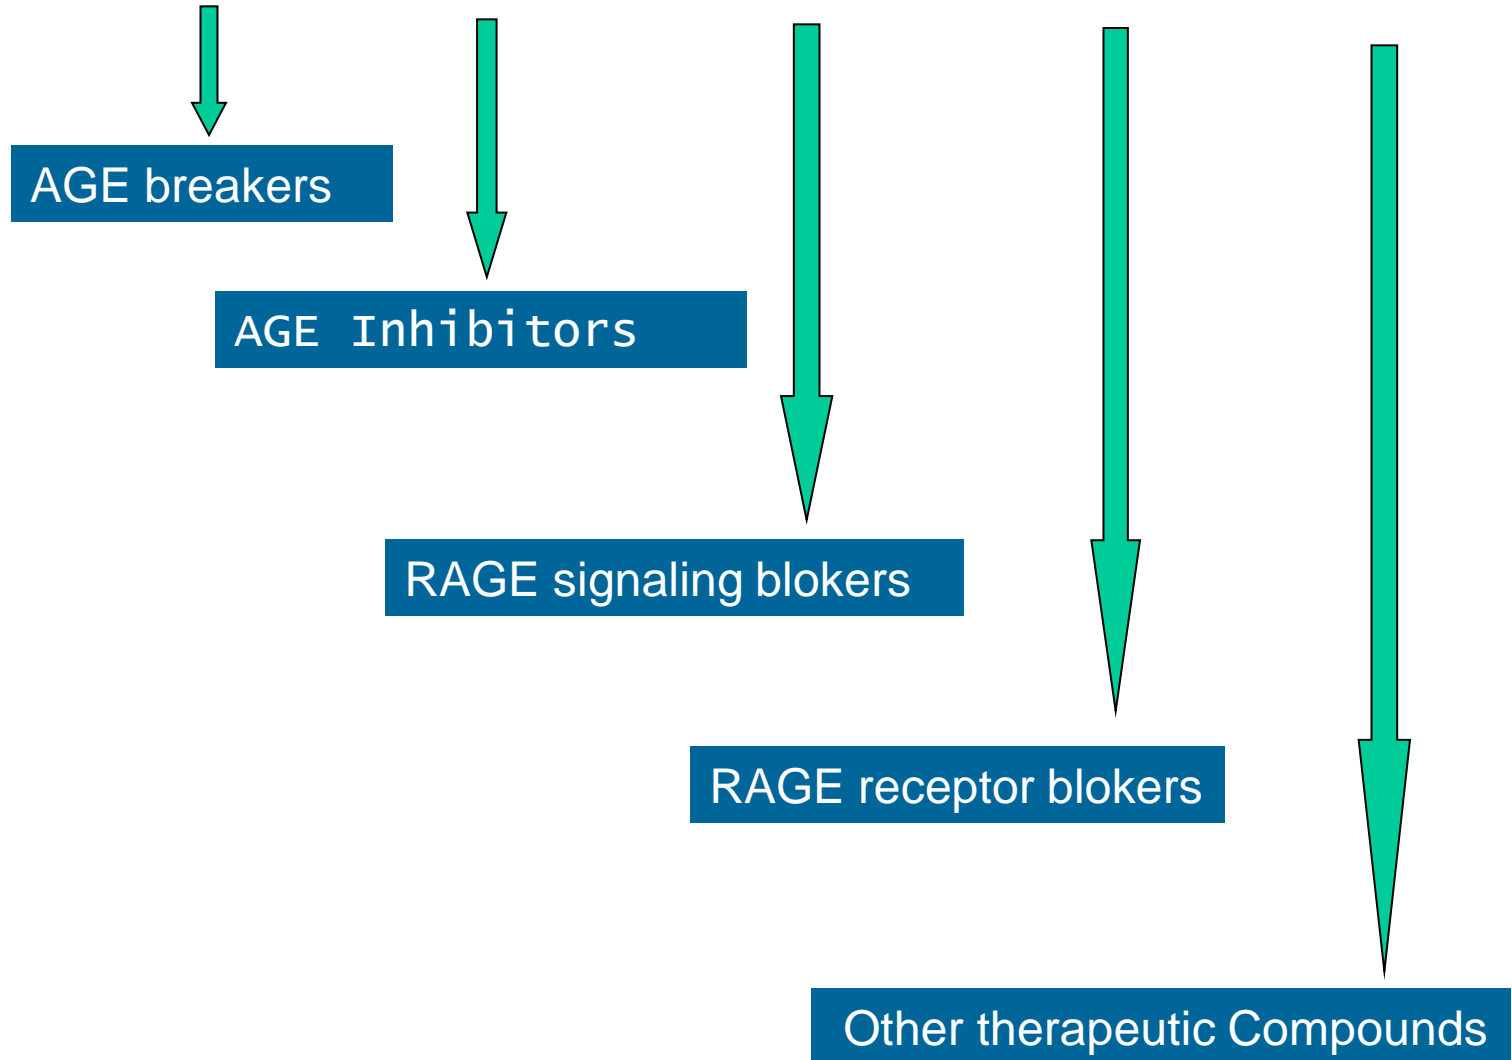 AGE breakers
AGE Inhibitors
RAGE signaling blokers
RAGE receptor blokers
Other therapeutic Compounds